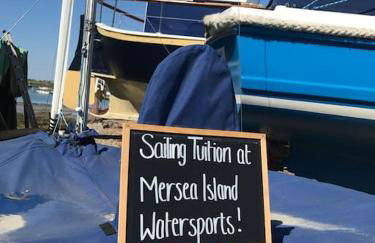 Sailing Tuition at
Mersea Island
Watersports!